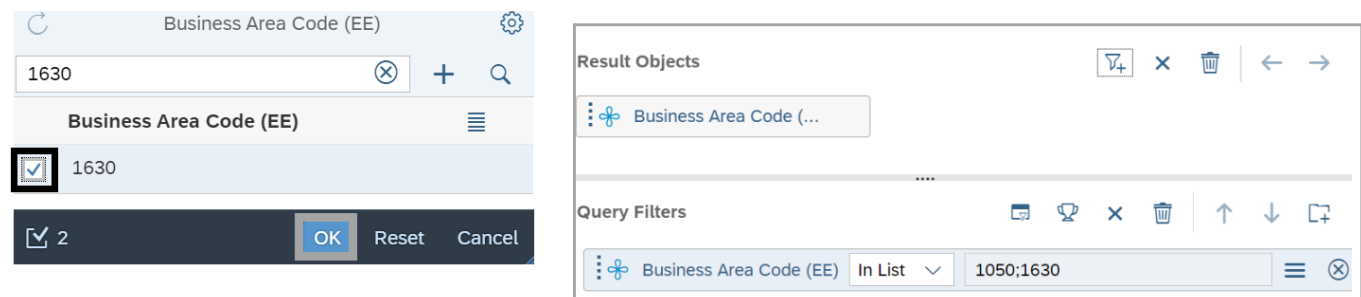 Business Area Code (EE)
1630
Business Area Code (EE)
1630
2 OK Reset Cancel
Result Objects
Business Area Code (...
Query Filters
Business Area Code (EE) In List 1050;1630